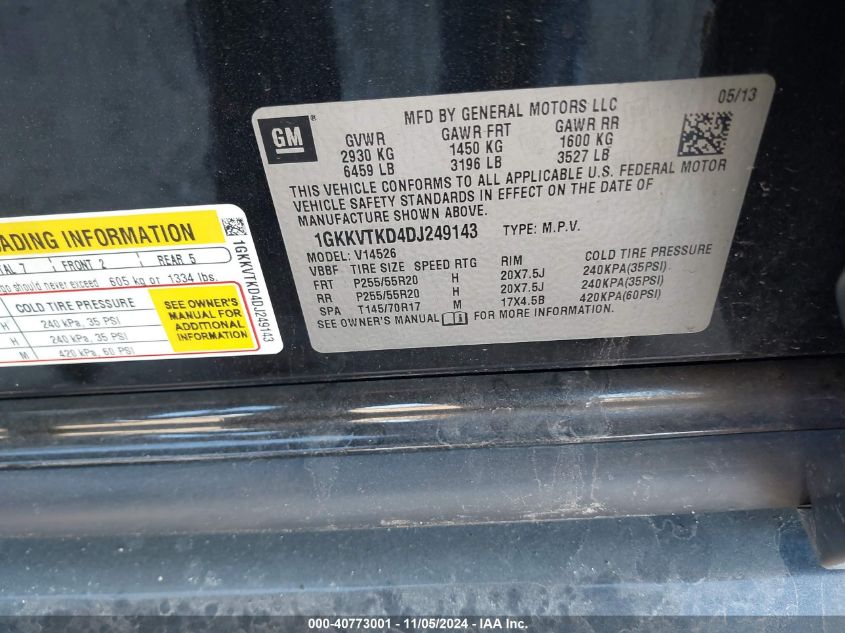 MFD BY GENERAL MOTORS LLC 05/13
GM®
GVWR GAWR FRT GAWR RR
2930 KG 1450 KG 1600 KG
6459 LB 3196 LB 3527 LB
THIS VEHICLE CONFORMS TO ALL APPLICABLE U.S. FEDERAL MOTOR
VEHICLE SAFETY STANDARDS IN EFFECT ON THE DATE OF
MANUFACTURE SHOWN ABOVE.
1GKKVTKD4DJ249143 TYPE: M.P.V.
MODEL: V14526
VBBF TIRE SIZE SPEED RTG RIM COLD TIRE PRESSURE
FRT P255/55R20 H 20X7.5J 240KPA(35PSI)
RR P255/55R20 H 20X7.5J 240KPA(35PSI)
SPA T145/70R17 M 17X4.5B 420KPA(60PSI)
SEE OWNER'S MANUAL FOR MORE INFORMATION.
ADING INFORMATION
TAL 7 FRONT 2 REAR 5
should never exceed 605 kg or 1334 lbs.
COLD TIRE PRESSURE
H 240 kPa, 35 PSI
H 240 kPa, 35 PSI
M 420 kPa, 60 PSI
SEE OWNER'S
MANUAL FOR
ADDITIONAL
INFORMATION
1GKKVTKD4DJ249143
000-40773001 - 11/05/2024 - IAA Inc.